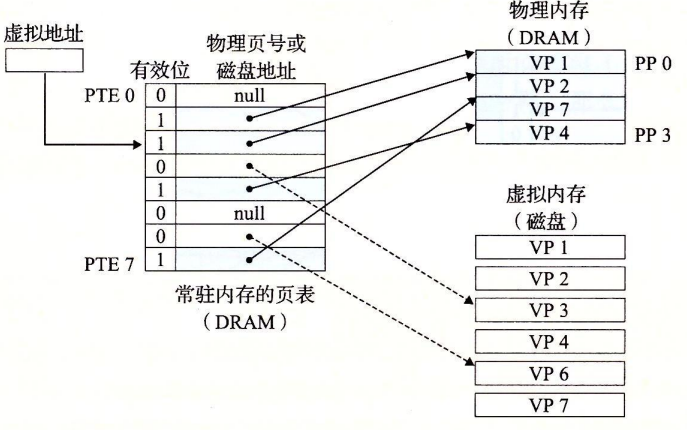 虚拟地址
有效位
物理页号或
磁盘地址
PTE 0
0
null
1
1
0
1
0
null
0
PTE 7
1
常驻内存的页表
（DRAM）
物理内存
（DRAM）
VP 1
PP 0
VP 2
VP 7
VP 4
PP 3
虚拟内存
（磁盘）
VP 1
VP 2
VP 3
VP 4
VP 6
VP 7